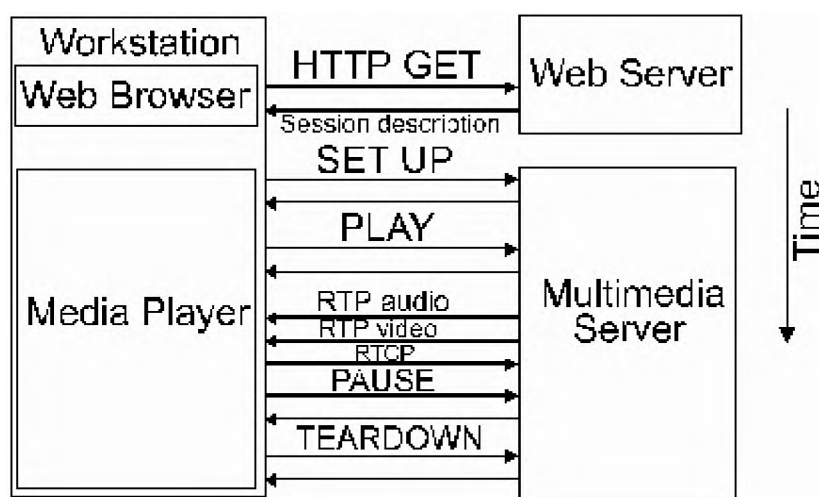 Workstation
Web Browser
HTTP GET
Web Server
Session description
SET UP
PLAY
Media Player
RTP audio
RTP video
RTCP
PAUSE
TEARDOWN
Multimedia
Server
Time